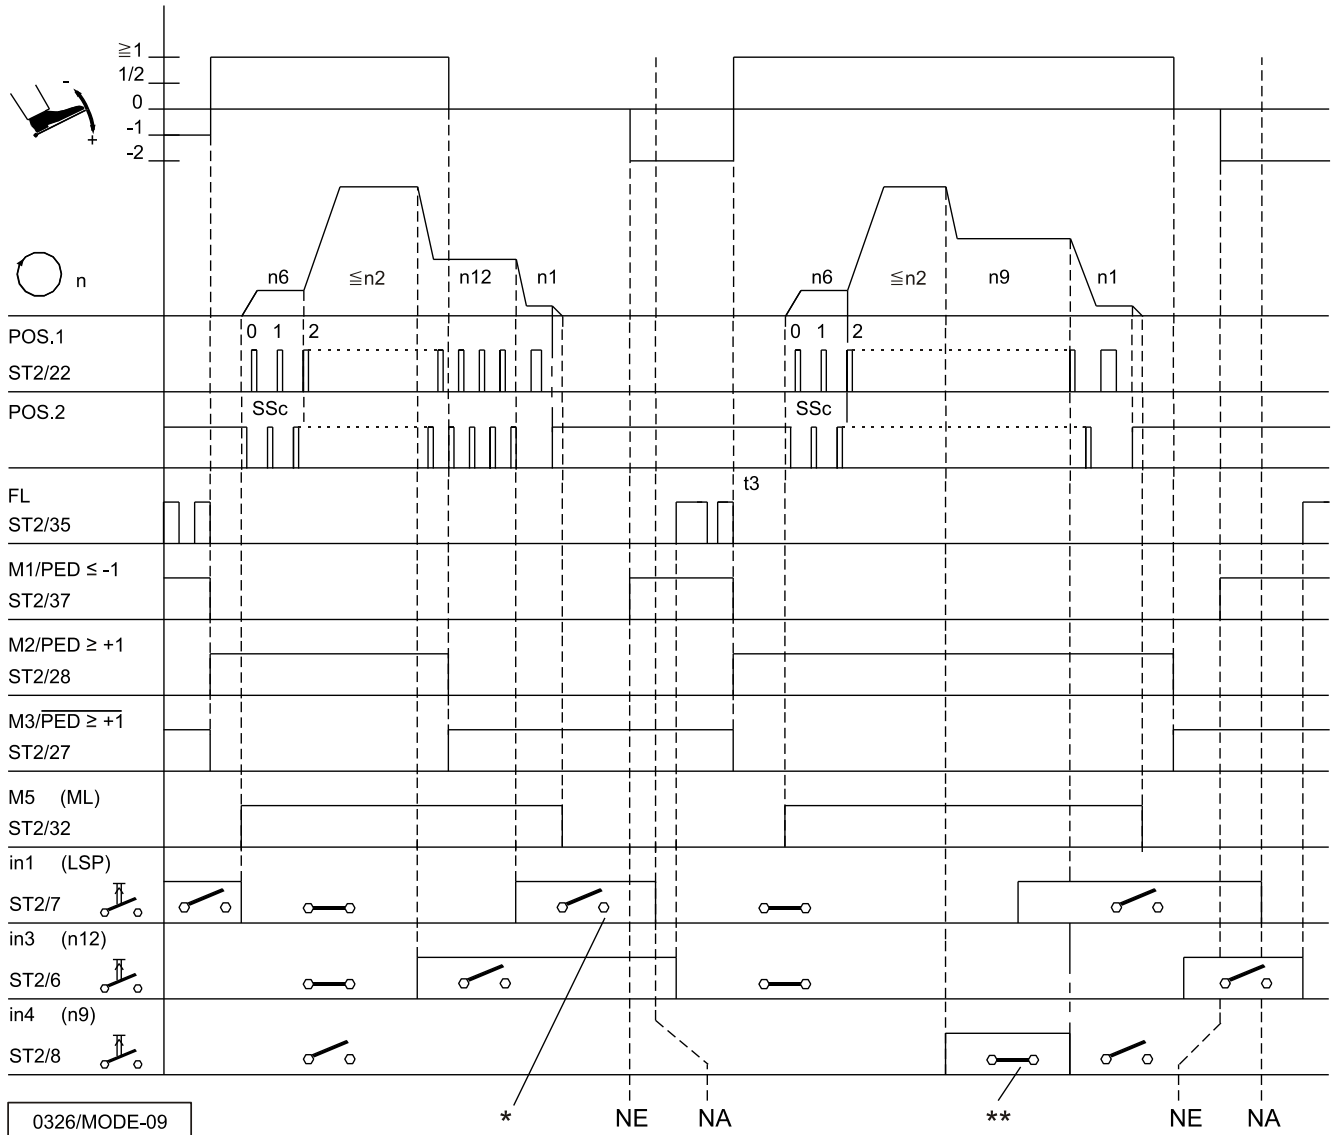 ≧1
1/2
0
-1
-2
-
+
n
n6 ≦n2 n12 n1 n6 ≦n2 n9 n1
POS.1 0 1 2 0 1 2
ST2/22
POS.2 SSc SSc
FL t3
ST2/35
M1/PED ≤ -1
ST2/37
M2/PED ≥ +1
ST2/28
M3/PED ≥ +1
ST2/27
M5 (ML)
ST2/32
in1 (LSP)
ST2/7
in3 (n12)
ST2/6
in4 (n9)
ST2/8
0326/MODE-09 * NE NA ** NE NA